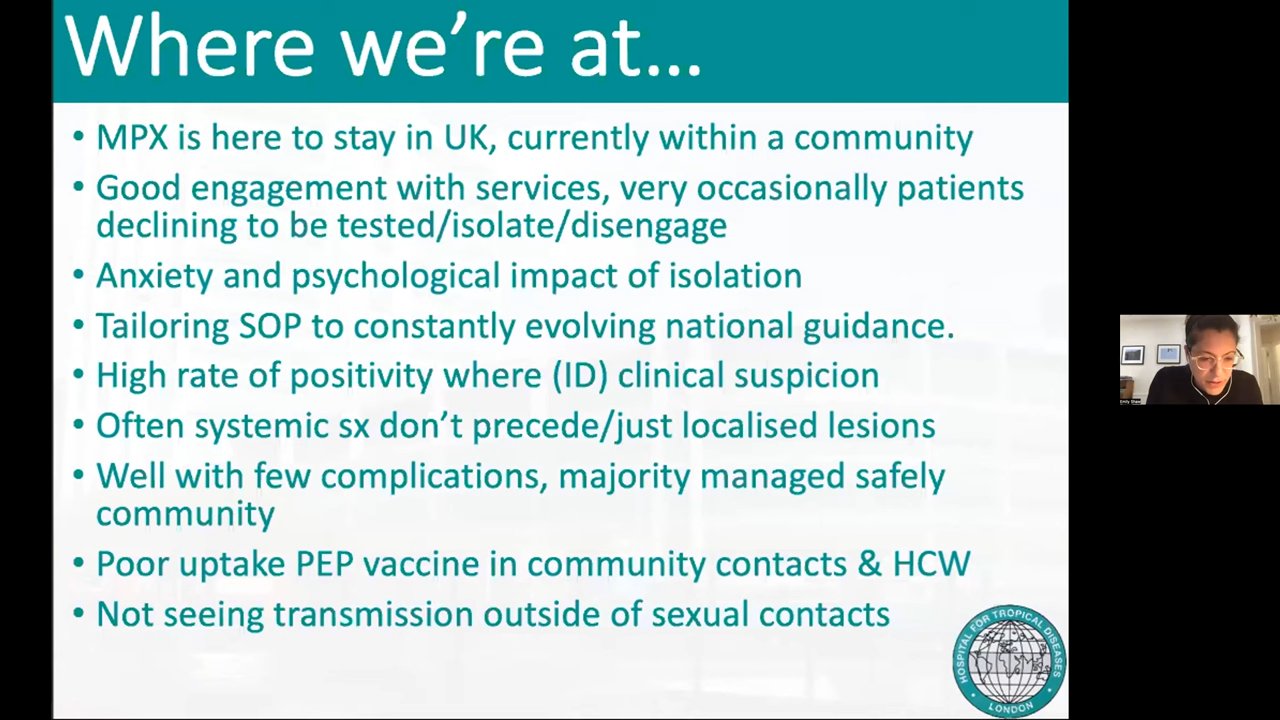 Where we're at...
• MPX is here to stay in UK, currently within a community
• Good engagement with services, very occasionally patients
declining to be tested/isolate/disengage
• Anxiety and psychological impact of isolation
• Tailoring SOP to constantly evolving national guidance.
• High rate of positivity where (ID) clinical suspicion
• Often systemic sx don't precede/just localised lesions
• Well with few complications, majority managed safely
community
• Poor uptake PEP vaccine in community contacts & HCW
• Not seeing transmission outside of sexual contacts
HOSPITAL FOR TROPICAL DISEASES
LONDON
Emily Shaw